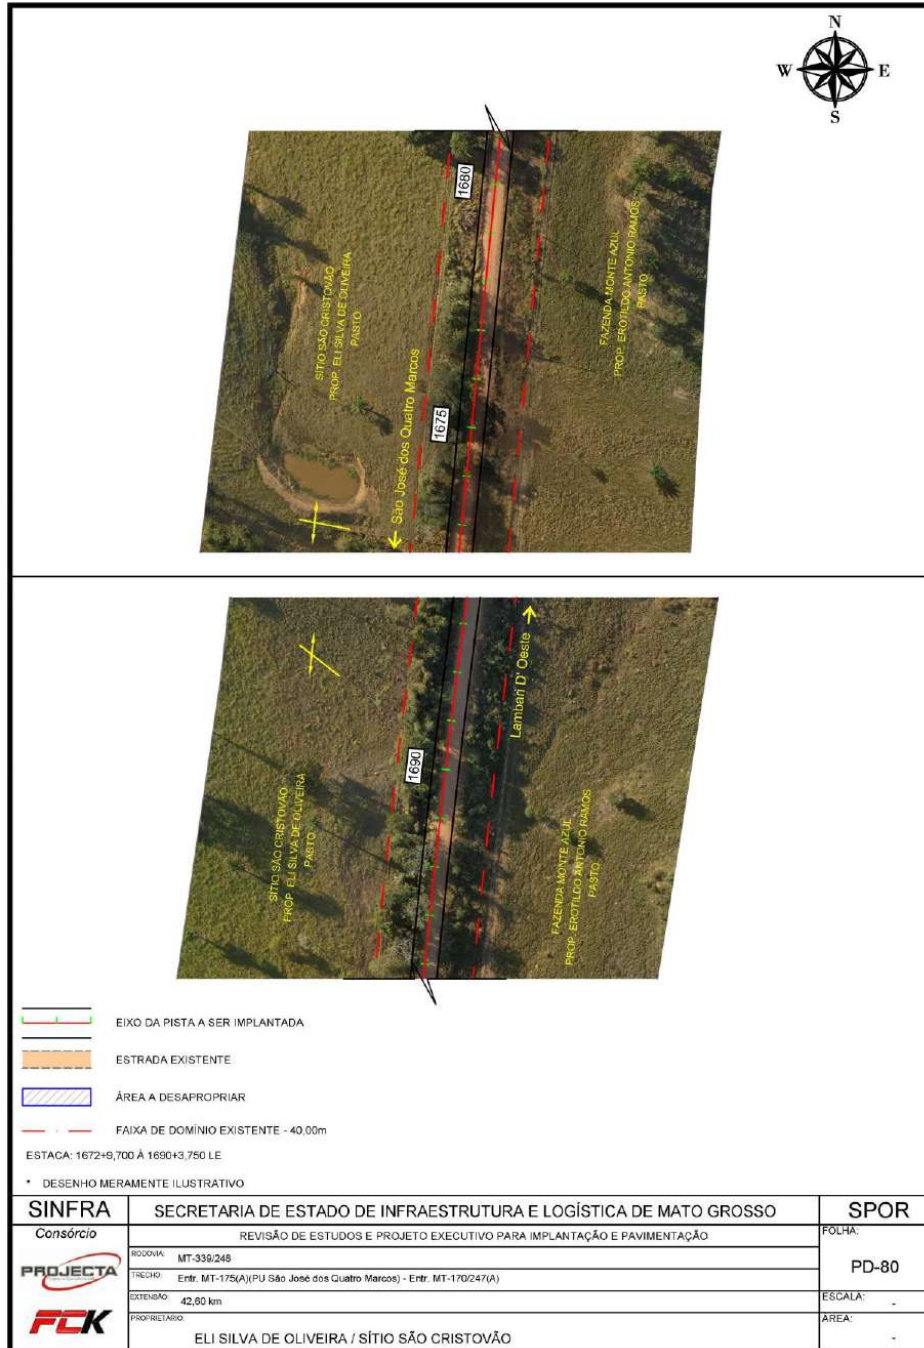 N
W
E
S
1680
SÍTIO SÃO CRISTOVÃO
PROP. ELI SILVA DE OLIVEIRA
PASTO
FAZENDA MONTE AZUL
PROP. EROTILDO ANTONIO RAMOS
PASTO
1675
São José dos Quatro Marcos
Lambari D' Oeste
1690
SÍTIO SÃO CRISTOVÃO
PROP. ELI SILVA DE OLIVEIRA
PASTO
FAZENDA MONTE AZUL
PROP. EROTILDO ANTONIO RAMOS
PASTO
EIXO DA PISTA A SER IMPLANTADA
ESTRADA EXISTENTE
ÁREA A DESAPROPRIAR
FAIXA DE DOMÍNIO EXISTENTE - 40,00m
ESTACA: 1672+9,700 À 1690+3,750 LE
* DESENHO MERAMENTE ILUSTRATIVO
SINFRA
SECRETARIA DE ESTADO DE INFRAESTRUTURA E LOGÍSTICA DE MATO GROSSO
SPOR
Consórcio
REVISÃO DE ESTUDOS E PROJETO EXECUTIVO PARA IMPLANTAÇÃO E PAVIMENTAÇÃO
FOLHA:
PD-80
PROJECTA
RODOVIA: MT-339/248
TRECHO: Entr. MT-175(A)(PU São José dos Quatro Marcos) - Entr. MT-170/247(A)
EXTENSÃO: 42,60 km
ESCALA: -
FCK
PROPRIETÁRIO:
ELI SILVA DE OLIVEIRA / SÍTIO SÃO CRISTOVÃO
ÁREA:
-